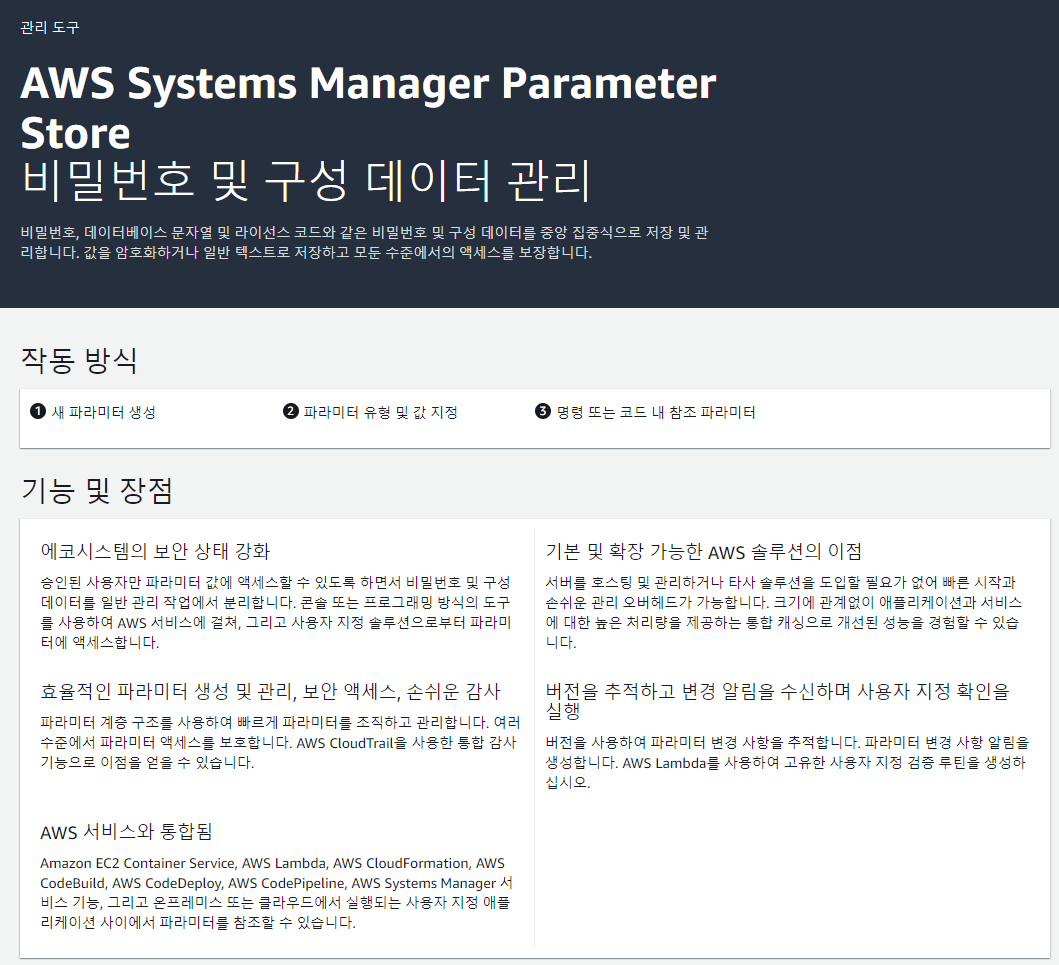 관리 도구
AWS Systems Manager Parameter
Store
비밀번호 및 구성 데이터 관리
비밀번호, 데이터베이스 문자열 및 라이선스 코드와 같은 비밀번호 및 구성 데이터를 중앙 집중식으로 저장 및 관
리합니다. 값을 암호화하거나 일반 텍스트로 저장하고 모든 수준에서의 액세스를 보장합니다.
작동 방식
1 새 파라미터 생성
2 파라미터 유형 및 값 지정
3 명령 또는 코드 내 참조 파라미터
기능 및 장점
에코시스템의 보안 상태 강화
승인된 사용자만 파라미터 값에 액세스할 수 있도록 하면서 비밀번호 및 구성
데이터를 일반 관리 작업에서 분리합니다. 콘솔 또는 프로그래밍 방식의 도구
를 사용하여 AWS 서비스에 걸쳐, 그리고 사용자 지정 솔루션으로부터 파라미
터에 액세스합니다.
기본 및 확장 가능한 AWS 솔루션의 이점
서버를 호스팅 및 관리하거나 타사 솔루션을 도입할 필요가 없어 빠른 시작과
손쉬운 관리 오버헤드가 가능합니다. 크기에 관계없이 애플리케이션과 서비스
에 대한 높은 처리량을 제공하는 통합 캐싱으로 개선된 성능을 경험할 수 있습
니다.
효율적인 파라미터 생성 및 관리, 보안 액세스, 손쉬운 감사
파라미터 계층 구조를 사용하여 빠르게 파라미터를 조직하고 관리합니다. 여러
수준에서 파라미터 액세스를 보호합니다. AWS CloudTrail을 사용한 통합 감사
기능으로 이점을 얻을 수 있습니다.
버전을 추적하고 변경 알림을 수신하며 사용자 지정 확인을
실행
버전을 사용하여 파라미터 변경 사항을 추적합니다. 파라미터 변경 사항 알림을
생성합니다. AWS Lambda를 사용하여 고유한 사용자 지정 검증 루틴을 생성하
십시오.
AWS 서비스와 통합됨
Amazon EC2 Container Service, AWS Lambda, AWS CloudFormation, AWS
CodeBuild, AWS CodeDeploy, AWS CodePipeline, AWS Systems Manager 서
비스 기능, 그리고 온프레미스 또는 클라우드에서 실행되는 사용자 지정 애플
리케이션 사이에서 파라미터를 참조할 수 있습니다.